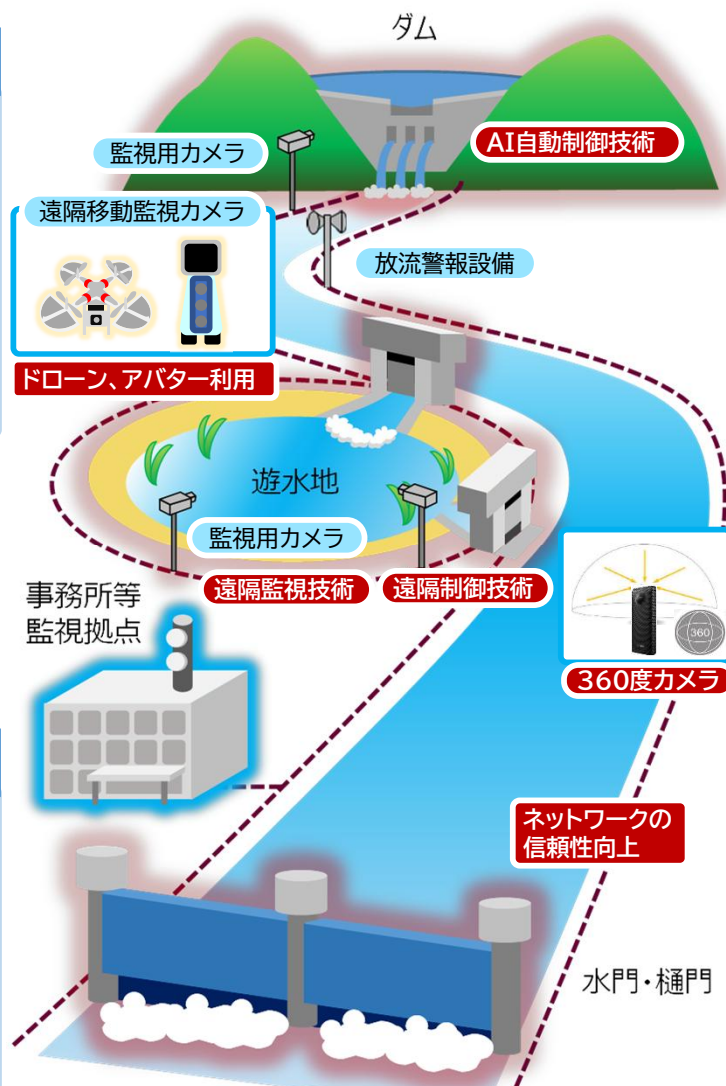 ダム
監視用カメラ
AI自動制御技術
遠隔移動監視カメラ
放流警報設備
ドローン、アバター利用
遊水地
監視用カメラ
遠隔監視技術
遠隔制御技術
事務所等
監視拠点
360
360度カメラ
ネットワークの
信頼性向上
水門・樋門